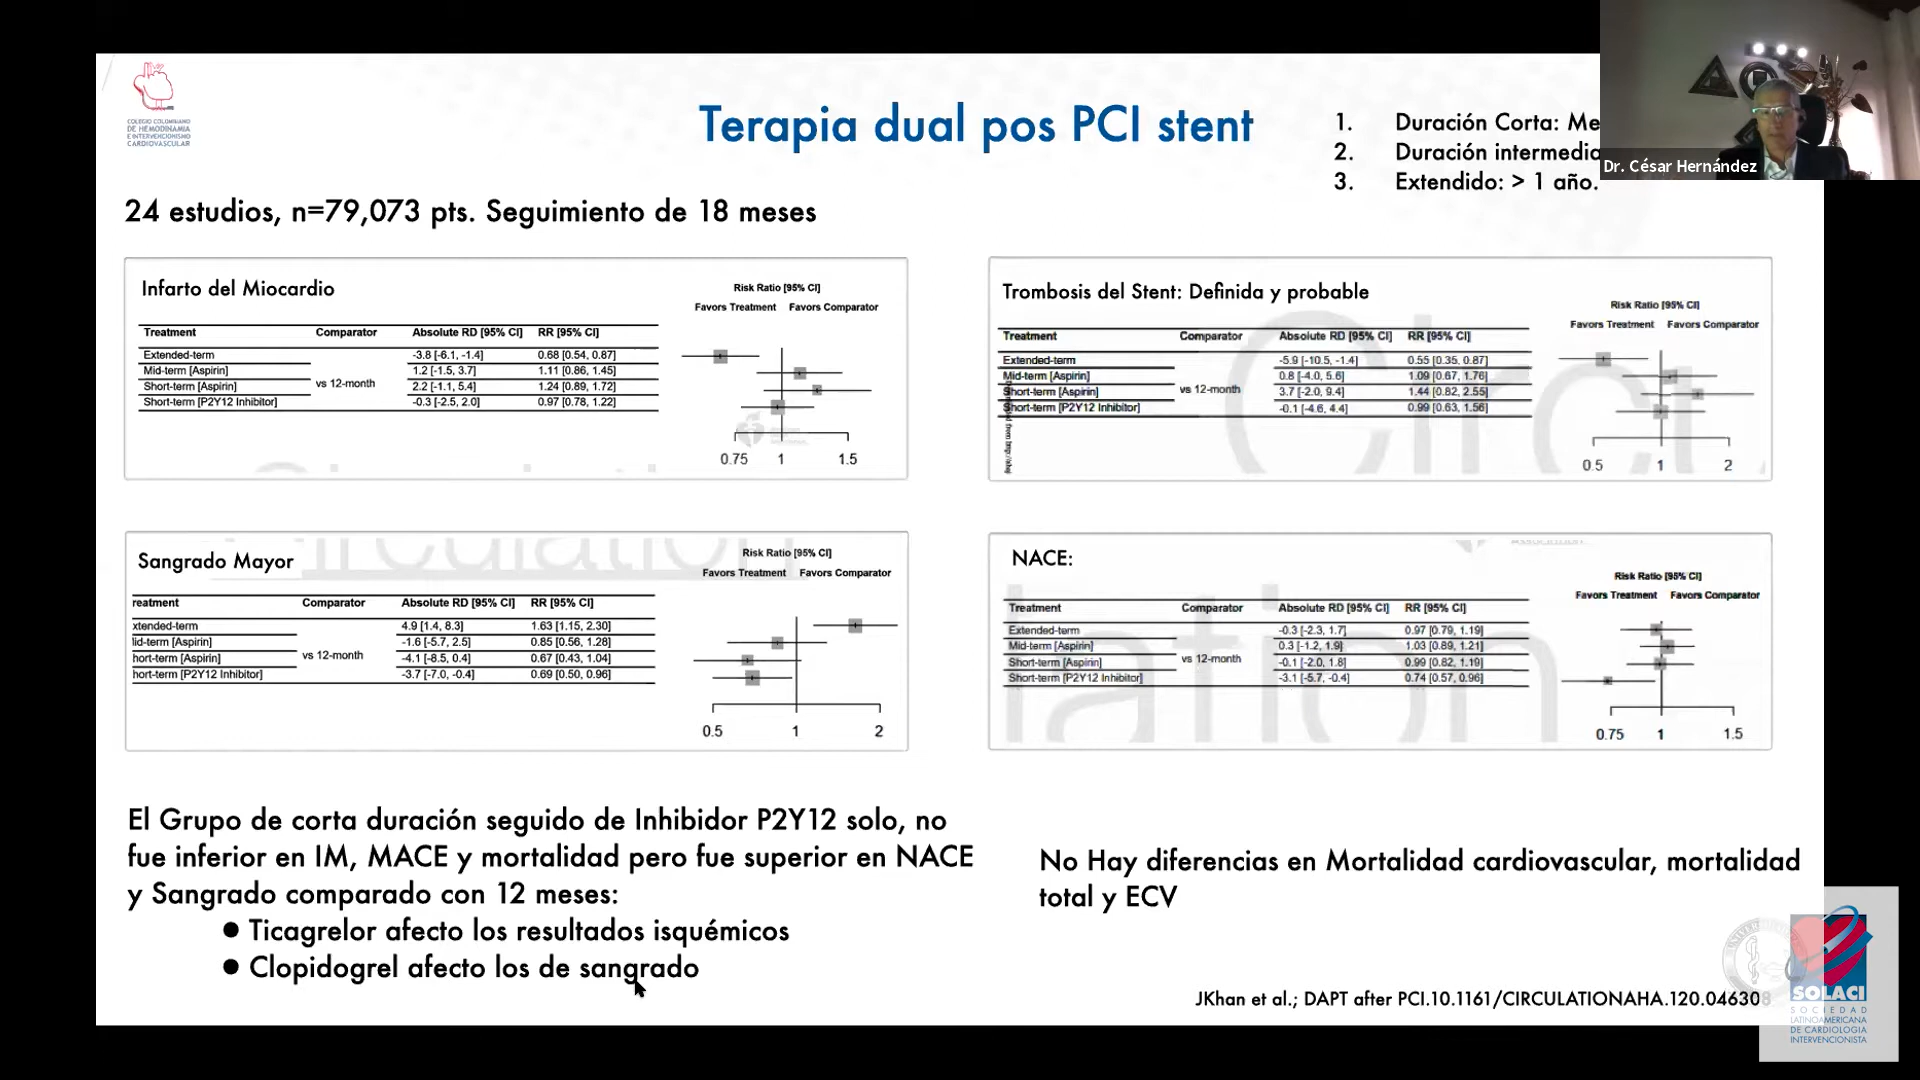 COLEGIO COLOMBIANO
DE HEMODINAMIA
E INTERVENCIONISMO
CARDIOVASCULAR
Terapia dual pos PCI stent
1. Duración Corta: Me
2. Duración intermedia
3. Extendido: > 1 año.
Dr. César Hernández
24 estudios, n=79,073 pts. Seguimiento de 18 meses
Infarto del Miocardio
Risk Ratio [95% CI]
Favors Treatment Favors Comparator
Treatment Comparator Absolute RD [95% CI] RR [95% CI]
Extended-term -3.8 [-6.1, -1.4] 0.68 [0.54, 0.87]
Mid-term [Aspirin] 1.2 [-1.5, 3.7] 1.11 [0.86, 1.45]
vs 12-month
Short-term [Aspirin] 2.2 [-1.1, 5.4] 1.24 [0.89, 1.72]
Short-term [P2Y12 Inhibitor] -0.3 [-2.5, 2.0] 0.97 [0.78, 1.22]
0.75 1 1.5
Trombosis del Stent: Definida y probable
Risk Ratio [95% CI]
Favors Treatment Favors Comparator
Treatment Comparator Absolute RD [95% CI] RR [95% CI]
Extended-term -5.9 [-10.5, -1.4] 0.55 [0.35, 0.87]
Mid-term [Aspirin] 0.8 [-4.0, 5.6] 1.09 [0.67, 1.76]
vs 12-month
Short-term [Aspirin] 3.7 [-2.0, 9.4] 1.44 [0.82, 2.55]
Short-term [P2Y12 Inhibitor] -0.1 [-4.6, 4.4] 0.99 [0.63, 1.56]
0.5 1 2
Sangrado Mayor
Risk Ratio [95% CI]
Favors Treatment Favors Comparator
reatment Comparator Absolute RD [95% CI] RR [95% CI]
xtended-term 4.9 [1.4, 8.3] 1.63 [1.15, 2.30]
lid-term [Aspirin] -1.6 [-5.7, 2.5] 0.85 [0.56, 1.28]
vs 12-month
hort-term [Aspirin] -4.1 [-8.5, 0.4] 0.67 [0.43, 1.04]
hort-term [P2Y12 Inhibitor] -3.7 [-7.0, -0.4] 0.69 [0.50, 0.96]
0.5 1 2
NACE:
Risk Ratio [95% CI]
Favors Treatment Favors Comparator
Treatment Comparator Absolute RD [95% CI] RR [95% CI]
Extended-term -0.3 [-2.3, 1.7] 0.97 [0.79, 1.19]
Mid-term [Aspirin] 0.3 [-1.2, 1.9] 1.03 [0.89, 1.21]
vs 12-month
Short-term [Aspirin] -0.1 [-2.0, 1.8] 0.99 [0.82, 1.19]
Short-term [P2Y12 Inhibitor] -3.1 [-5.7, -0.4] 0.74 [0.57, 0.96]
0.75 1 1.5
El Grupo de corta duración seguido de Inhibidor P2Y12 solo, no
fue inferior en IM, MACE y mortalidad pero fue superior en NACE
y Sangrado comparado con 12 meses:
● Ticagrelor afecto los resultados isquémicos
● Clopidogrel afecto los de sangrado
No Hay diferencias en Mortalidad cardiovascular, mortalidad
total y ECV
JKhan et al.; DAPT after PCI.10.1161/CIRCULATIONAHA.120.046308
SOLACI
SOCIEDAD
LATINOAMERICANA
DE CARDIOLOGIA
INTERVENCIONISTA